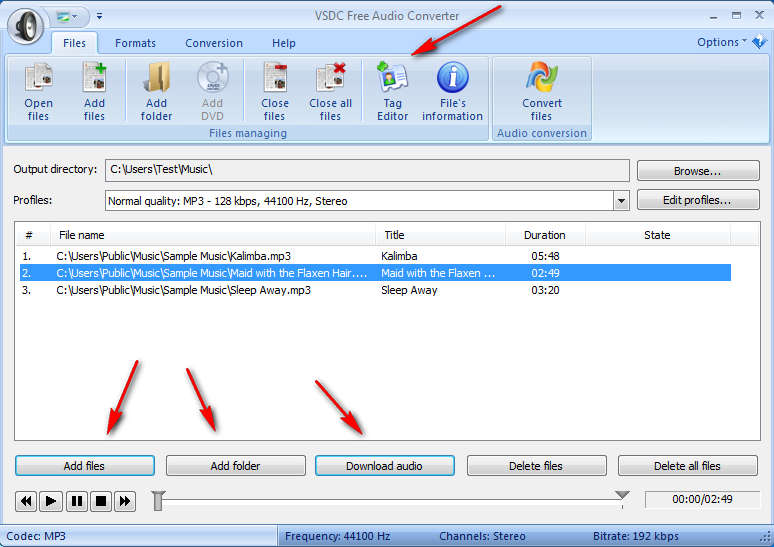 VSDC Free Audio Converter
Files Formats Conversion Help Options
Open files
Add files
Add folder
Add DVD
Close files
Close all files
Tag Editor
File's information
Convert files
Files managing Audio conversion
Output directory: C:\Users\Test\Music\ Browse...
Profiles: Normal quality: MP3 - 128 kbps, 44100 Hz, Stereo Edit profiles...
# File name Title Duration State
1. C:\Users\Public\Music\Sample Music\Kalimba.mp3 Kalimba 05:48
2. C:\Users\Public\Music\Sample Music\Maid with the Flaxen Hair.... Maid with the Flaxen ... 02:49
3. C:\Users\Public\Music\Sample Music\Sleep Away.mp3 Sleep Away 03:20
Add files Add folder Download audio Delete files Delete all files
00:00/02:49
Codec: MP3 Frequency: 44100 Hz Channels: Stereo Bitrate: 192 kbps